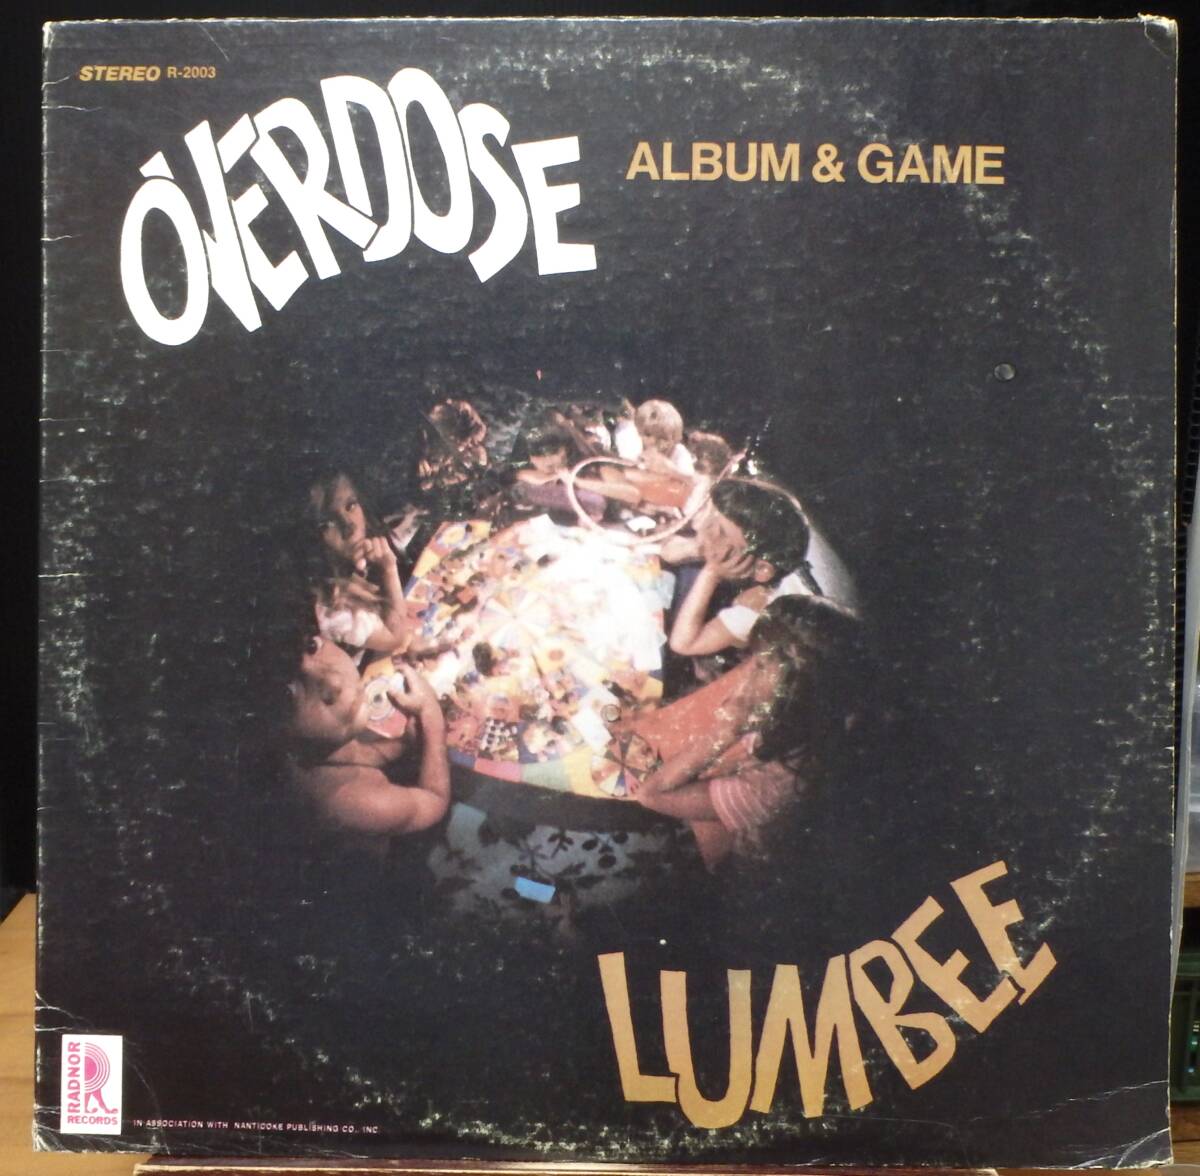 STEREO R-2003
OVERDOSE
ALBUM & GAME
LUMBEE
RADNOR
RECORDS
IN ASSOCIATION WITH NANTICOKE PUBLISHING CO., INC.